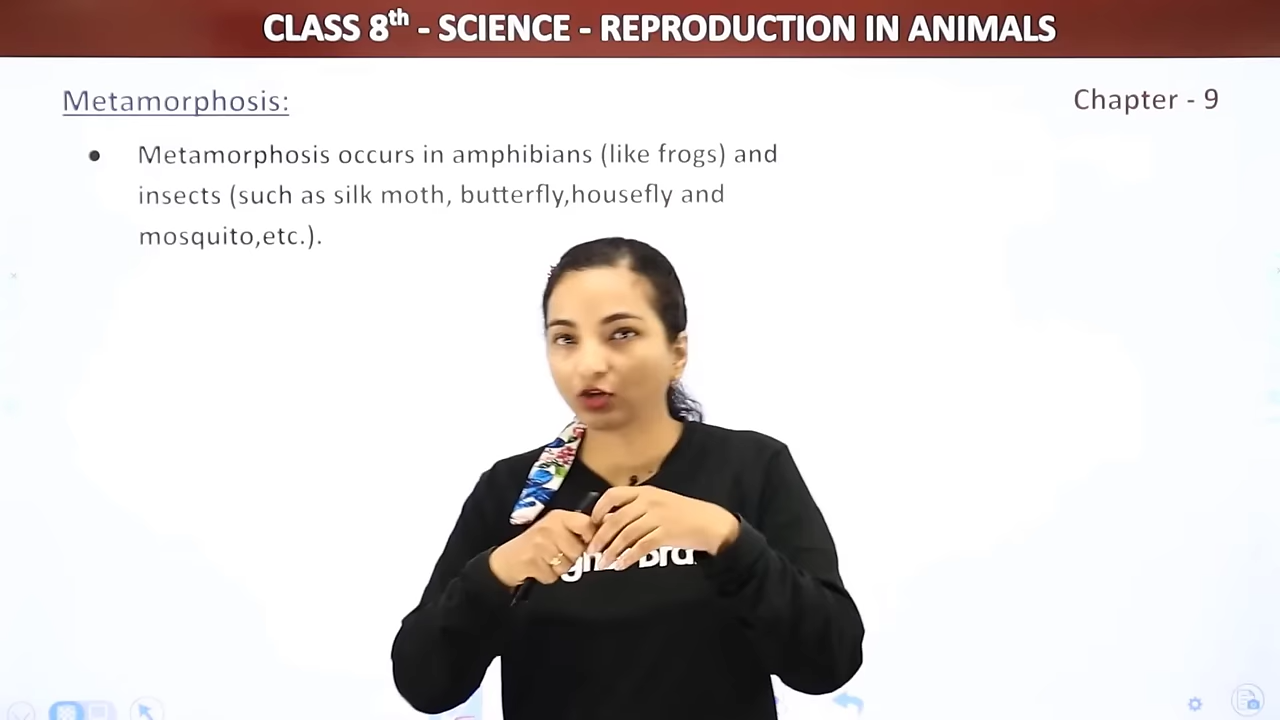 CLASS 8th - SCIENCE - REPRODUCTION IN ANIMALS
Metamorphosis:
Chapter - 9
● Metamorphosis occurs in amphibians (like frogs) and
insects (such as silk moth, butterfly,housefly and
mosquito,etc.).